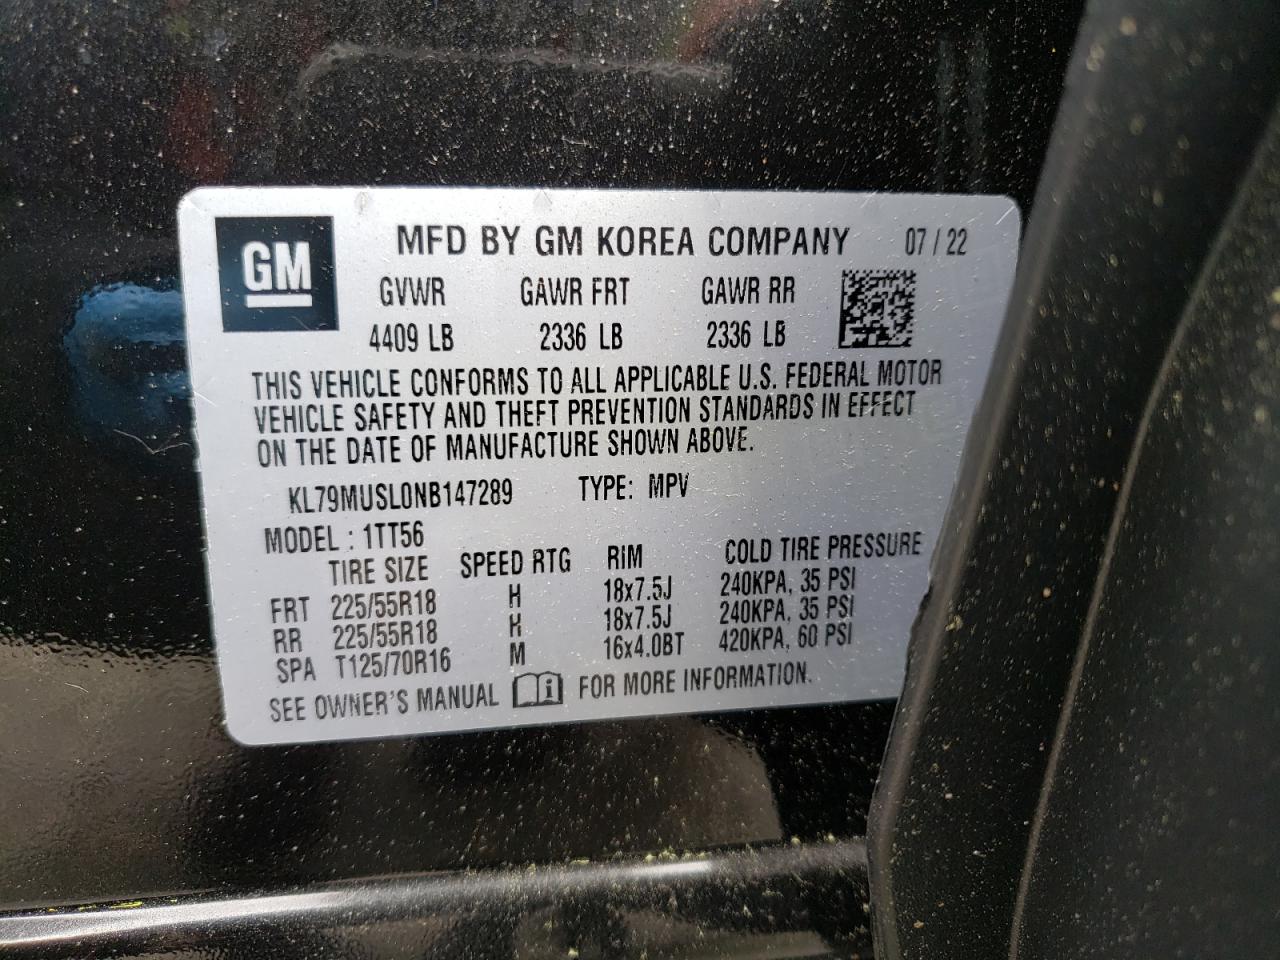 GM
MFD BY GM KOREA COMPANY 07 / 22
GVWR GAWR FRT GAWR RR
4409 LB 2336 LB 2336 LB
THIS VEHICLE CONFORMS TO ALL APPLICABLE U.S. FEDERAL MOTOR
VEHICLE SAFETY AND THEFT PREVENTION STANDARDS IN EFFECT
ON THE DATE OF MANUFACTURE SHOWN ABOVE.
KL79MUSL0NB147289 TYPE: MPV
MODEL : 1TT56
TIRE SIZE SPEED RTG RIM COLD TIRE PRESSURE
FRT 225/55R18 H 18x7.5J 240KPA, 35 PSI
RR 225/55R18 H 18x7.5J 240KPA, 35 PSI
SPA T125/70R16 M 16x4.0BT 420KPA, 60 PSI
SEE OWNER'S MANUAL FOR MORE INFORMATION.